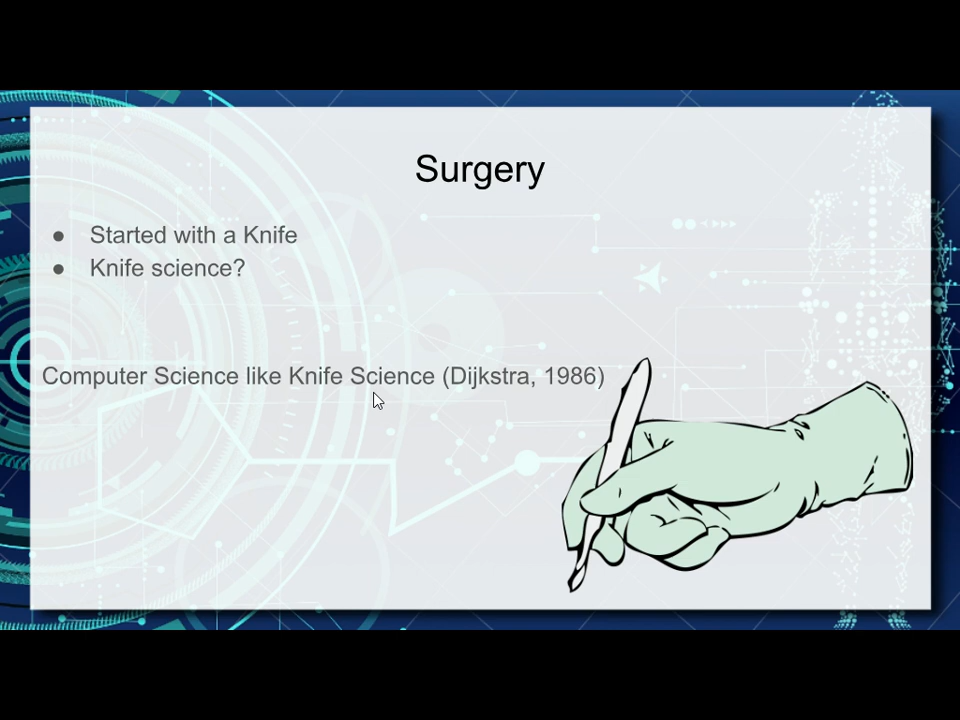 Surgery
● Started with a Knife
● Knife science?
Computer Science like Knife Science (Dijkstra, 1986)